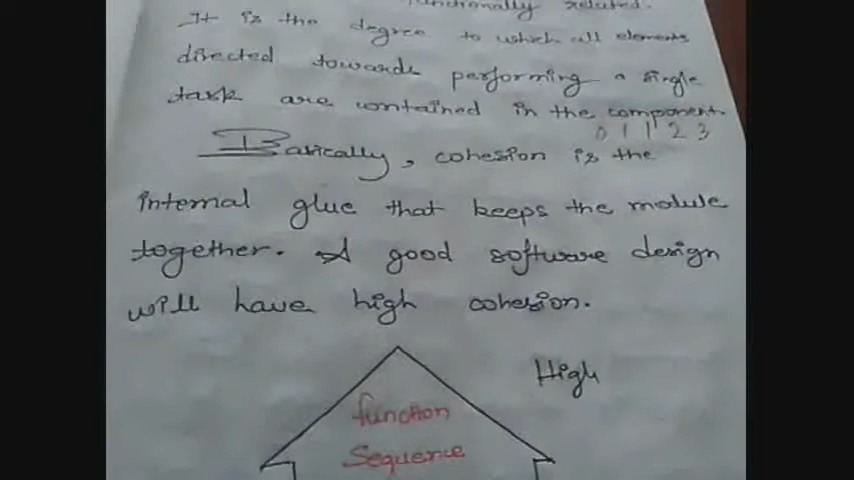 functionally related.
It is the degree to which all elements
directed towards performing a single
task are contained in the component.
0 1 1 2 3
Basically, cohesion is the
internal glue that keeps the module
together. A good software design
will have high cohesion.
High
function
Sequence